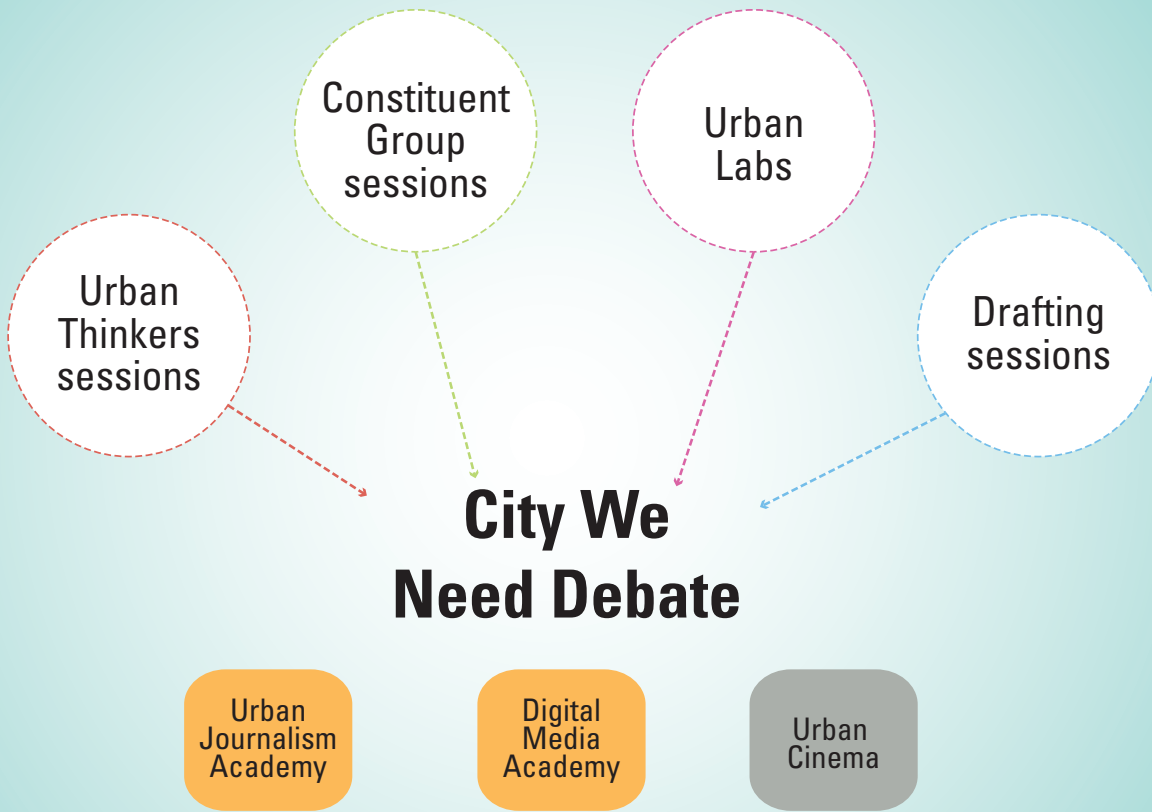 Constituent
Group
sessions
Urban
Labs
Urban
Thinkers
sessions
Drafting
sessions
City We
Need Debate
Urban
Journalism
Academy
Digital
Media
Academy
Urban
Cinema